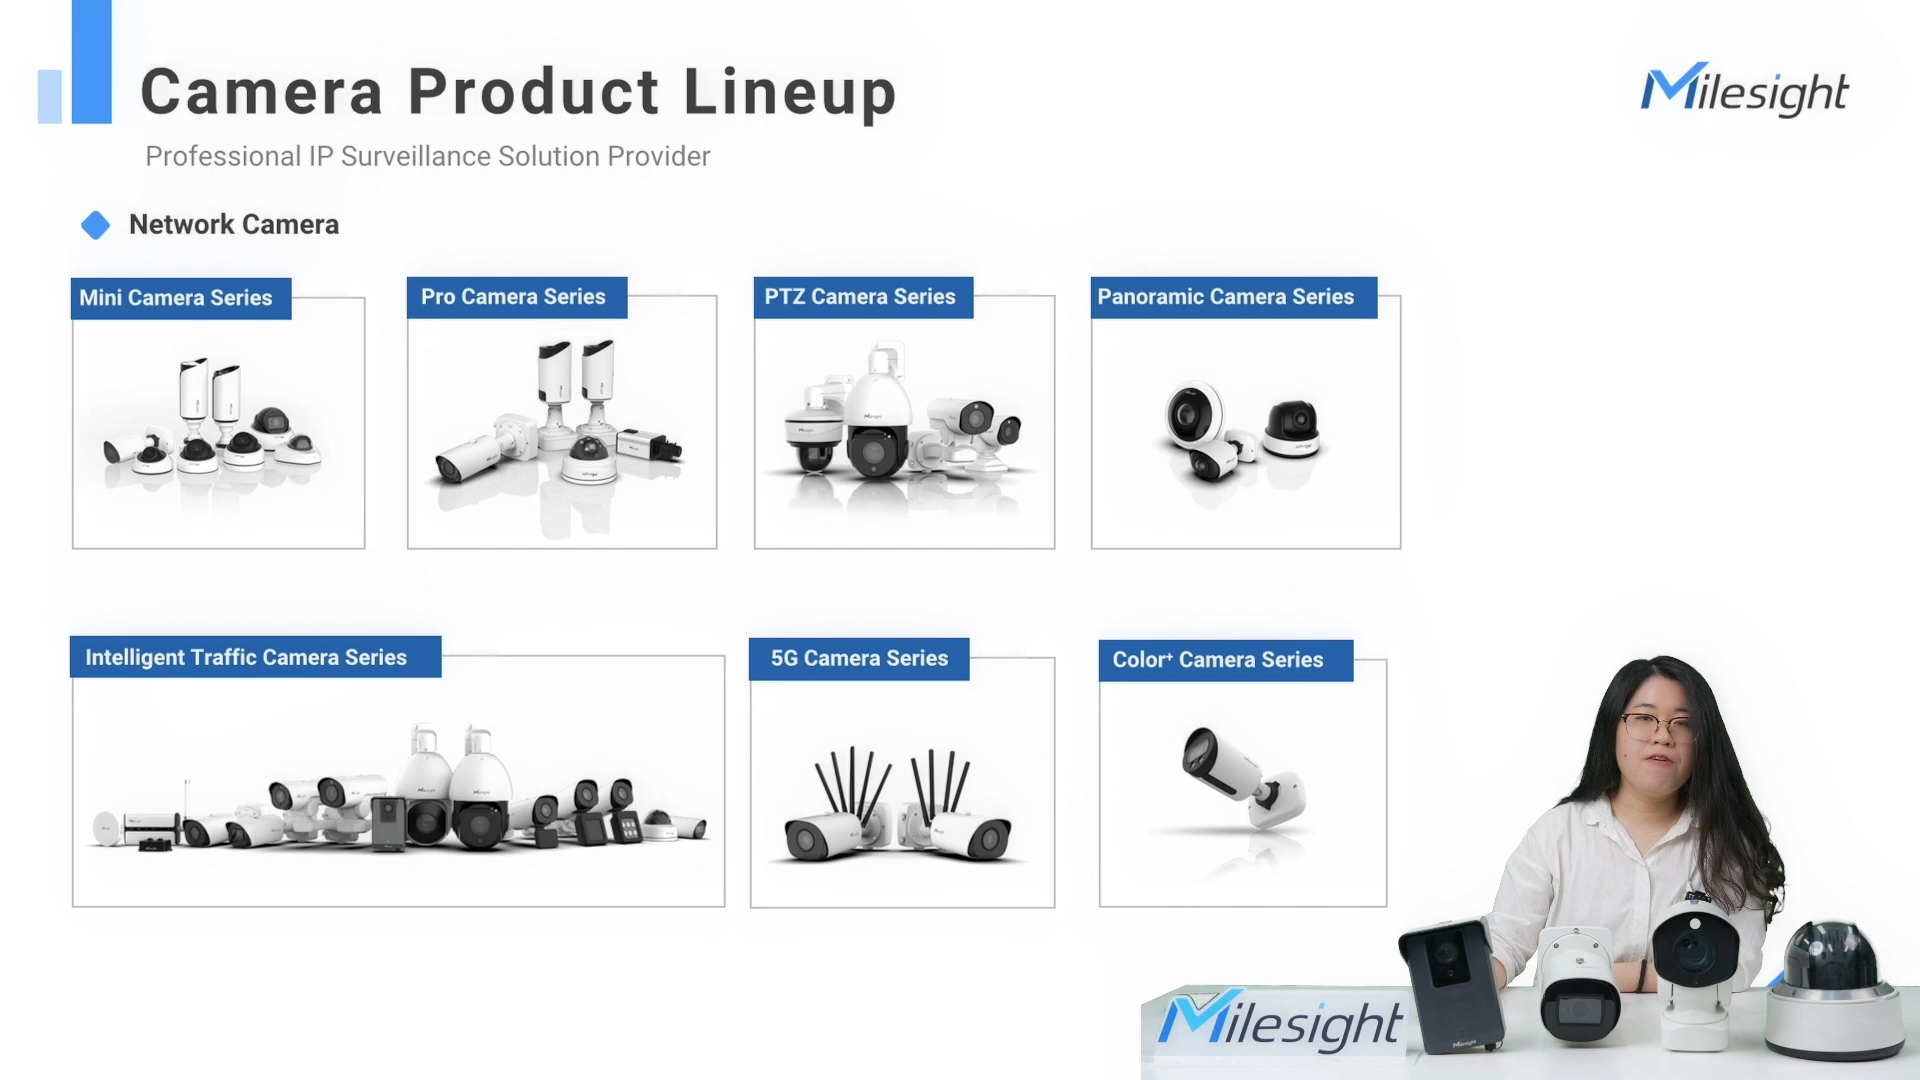 Camera Product Lineup
Milesight
Professional IP Surveillance Solution Provider
Network Camera
Mini Camera Series
Pro Camera Series
PTZ Camera Series
Panoramic Camera Series
Intelligent Traffic Camera Series
5G Camera Series
Color⁺ Camera Series
Milesight
Milesight